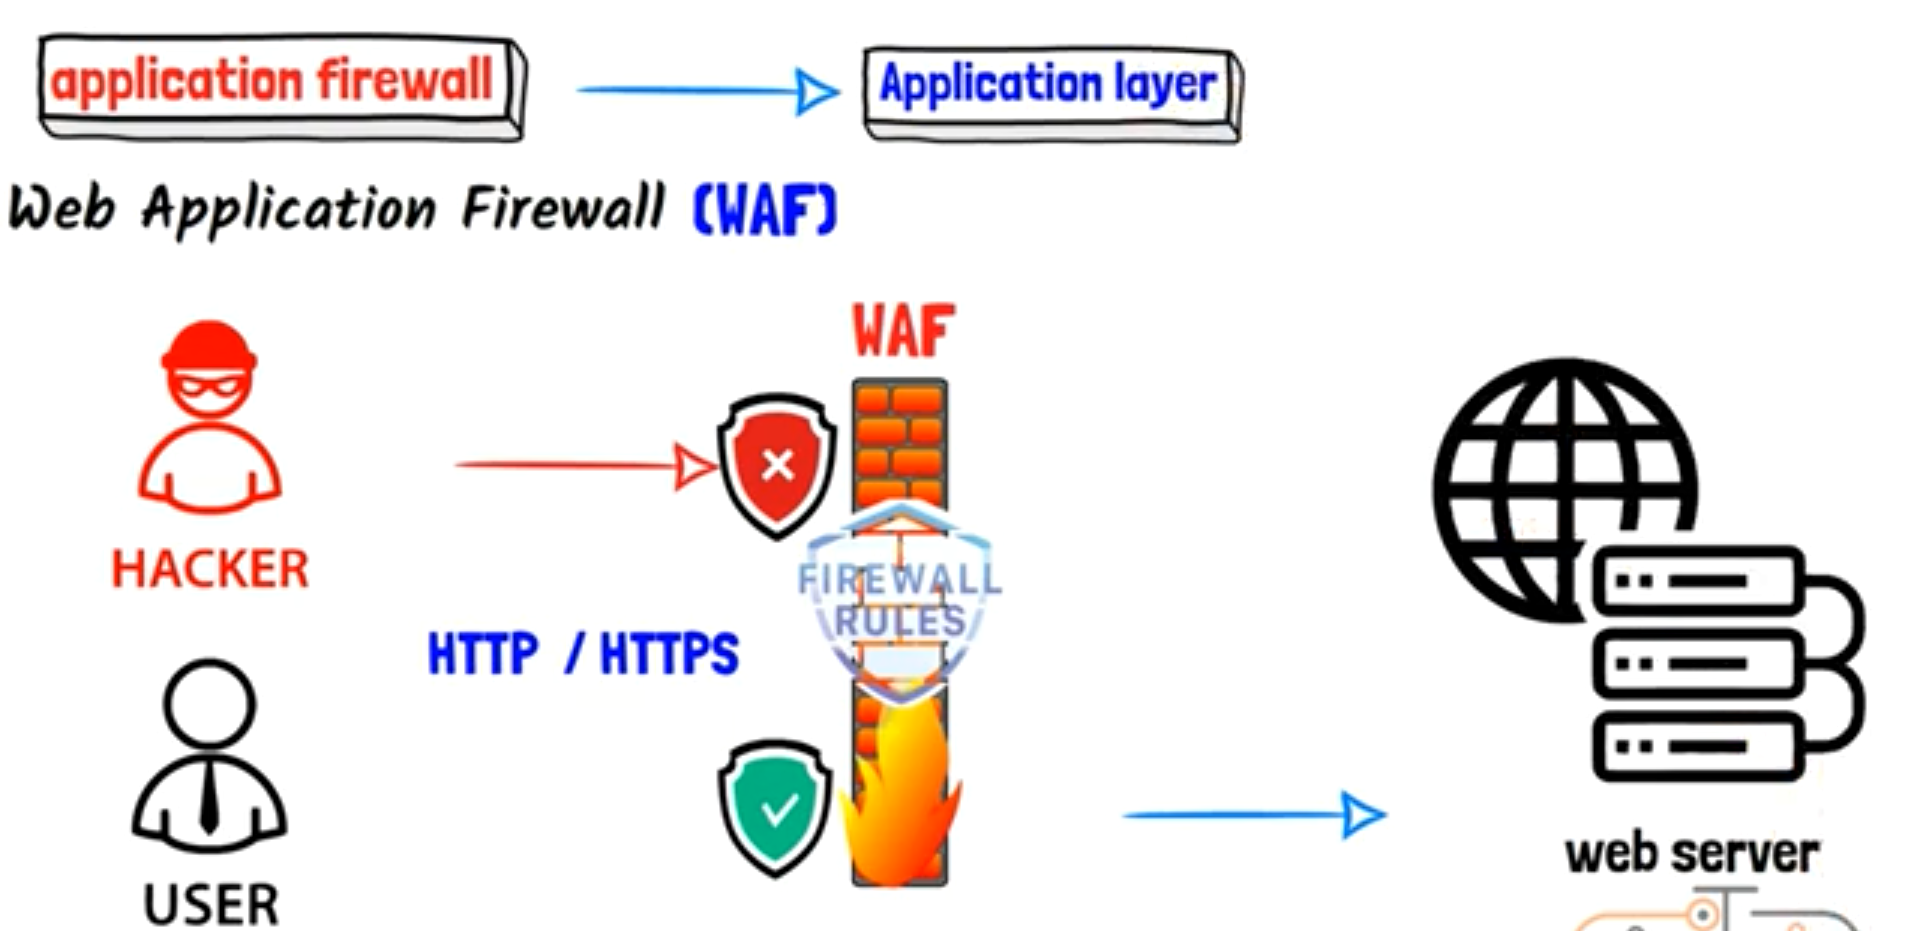 application firewall
Application layer
Web Application Firewall (WAF)
WAF
HACKER
FIREWALL
RULES
HTTP / HTTPS
USER
web server